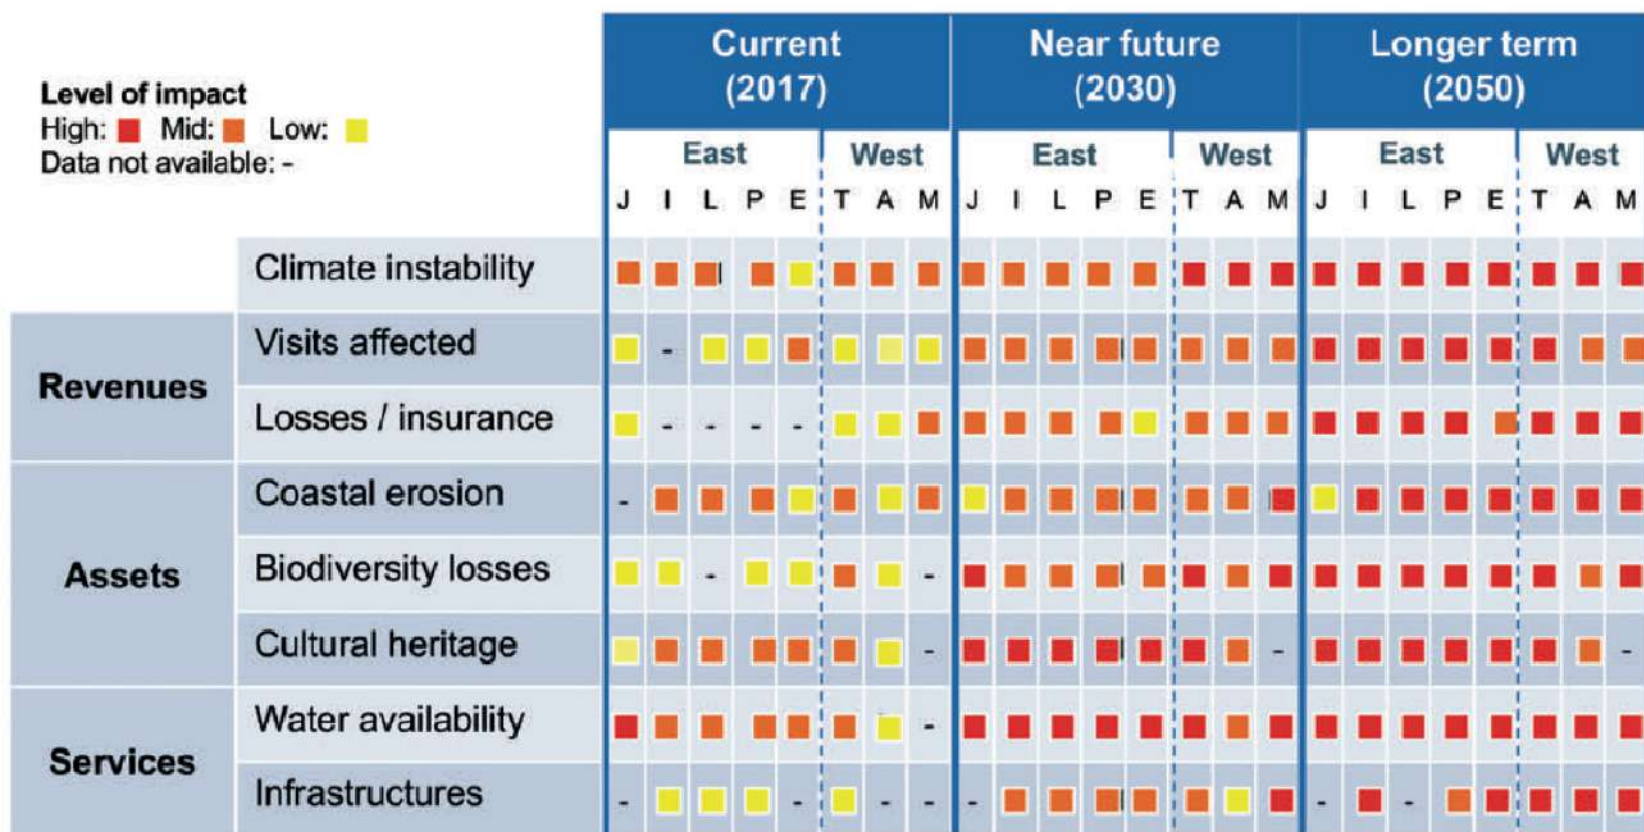 Current Near future Longer term
(2017) (2030) (2050)
Level of impact
High: Mid: Low:
Data not available: -
East West East West East West
J I L P E T A M J I L P E T A M J I L P E T A M
Climate instability
Revenues
Visits affected -
Losses / insurance - - - -
Assets
Coastal erosion -
Biodiversity losses - -
Cultural heritage - - -
Services
Water availability -
Infrastructures - - - - - - -